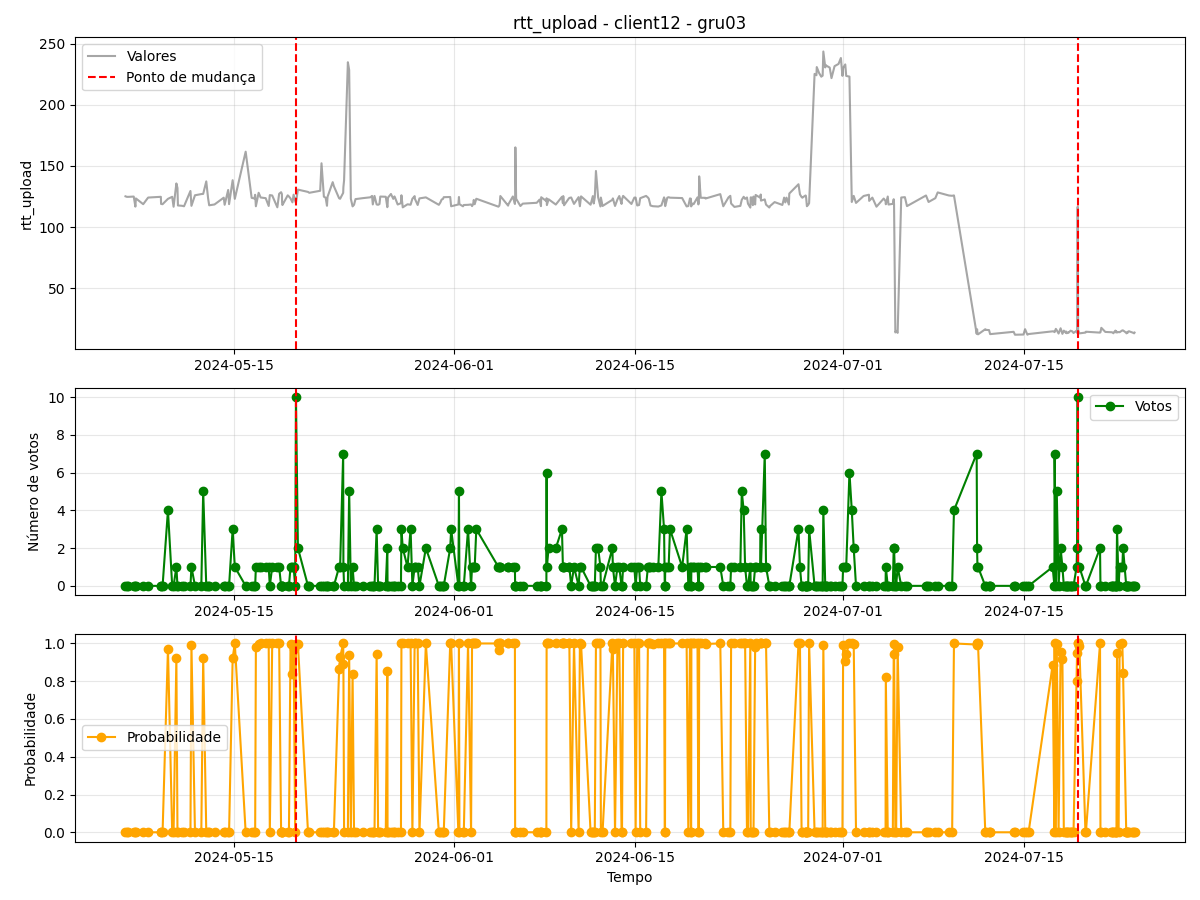 rtt_upload - client12 - gru03
Valores
Ponto de mudança
rtt_upload
250
200
150
100
50
2024-05-15 2024-06-01 2024-06-15 2024-07-01 2024-07-15
Votos
Número de votos
10
8
6
4
2
0
2024-05-15 2024-06-01 2024-06-15 2024-07-01 2024-07-15
Probabilidade
Probabilidade
1.0
0.8
0.6
0.4
0.2
0.0
2024-05-15 2024-06-01 2024-06-15 2024-07-01 2024-07-15
Tempo